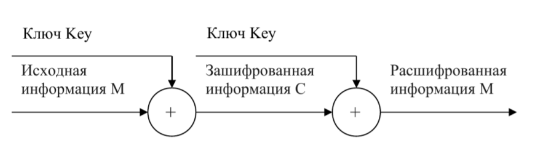 Ключ Key
Ключ Key
Исходная
информация M
Зашифрованная
информация C
Расшифрованная
информация M
+
+